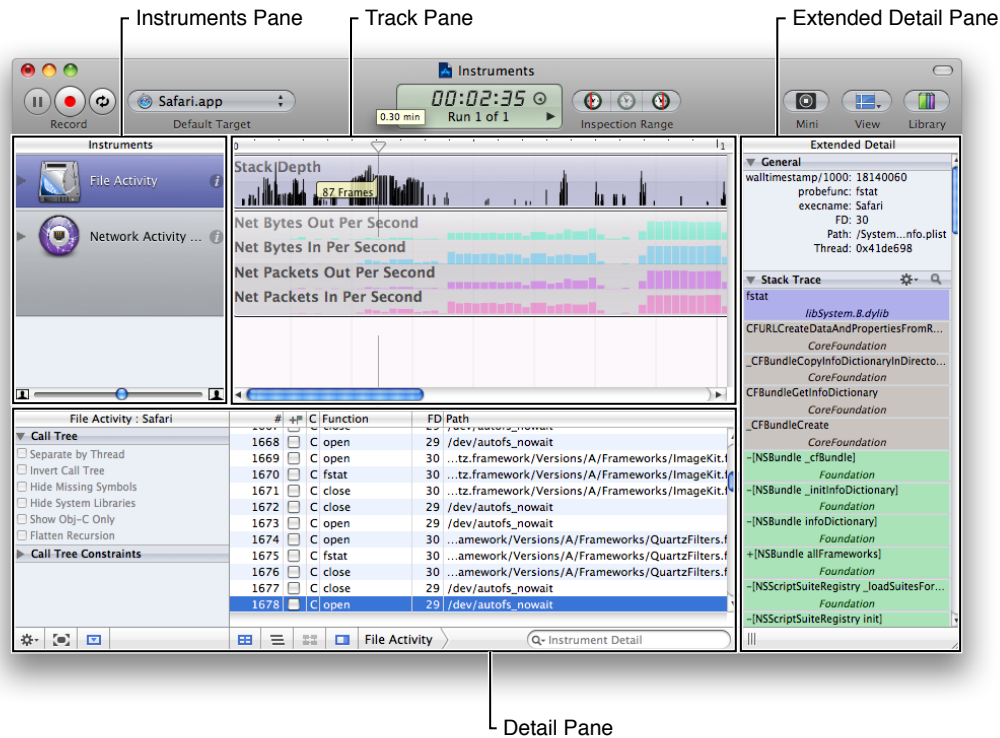 Instruments Pane
Track Pane
Extended Detail Pane
Instruments
Safari.app
00:02:35
Run 1 of 1
0.30 min
Record
Default Target
Inspection Range
Mini
View
Library
Instruments
File Activity
Network Activity ...
0
1
Stack Depth
87 Frames
Net Bytes Out Per Second
Net Bytes In Per Second
Net Packets Out Per Second
Net Packets In Per Second
Extended Detail
General
walltimestamp/1000: 18140060
probefunc: fstat
execname: Safari
FD: 30
Path: /System...nfo.plist
Thread: 0x41de698
Stack Trace
fstat
libSystem.B.dylib
CFURLCreateDataAndPropertiesFromR...
CoreFoundation
_CFBundleCopyInfoDictionaryInDirecto...
CoreFoundation
CFBundleGetInfoDictionary
CoreFoundation
_CFBundleCreate
CoreFoundation
-[NSBundle _cfBundle]
Foundation
-[NSBundle _initInfoDictionary]
Foundation
-[NSBundle infoDictionary]
Foundation
+[NSBundle allFrameworks]
Foundation
-[NSScriptSuiteRegistry _loadSuitesFor...
Foundation
-[NSScriptSuiteRegistry init]
File Activity : Safari
Call Tree
Separate by Thread
Invert Call Tree
Hide Missing Symbols
Hide System Libraries
Show Obj-C Only
Flatten Recursion
Call Tree Constraints
# C Function FD Path
1667 C close 29 /dev/autofs_nowait
1668 C open 29 /dev/autofs_nowait
1669 C open 30 ...tz.framework/Versions/A/Frameworks/ImageKit.f
1670 C fstat 30 ...tz.framework/Versions/A/Frameworks/ImageKit.f
1671 C close 30 ...tz.framework/Versions/A/Frameworks/ImageKit.f
1672 C close 29 /dev/autofs_nowait
1673 C open 29 /dev/autofs_nowait
1674 C open 30 ...amework/Versions/A/Frameworks/QuartzFilters.f
1675 C fstat 30 ...amework/Versions/A/Frameworks/QuartzFilters.f
1676 C close 30 ...amework/Versions/A/Frameworks/QuartzFilters.f
1677 C close 29 /dev/autofs_nowait
1678 C open 29 /dev/autofs_nowait
File Activity
Instrument Detail
Detail Pane